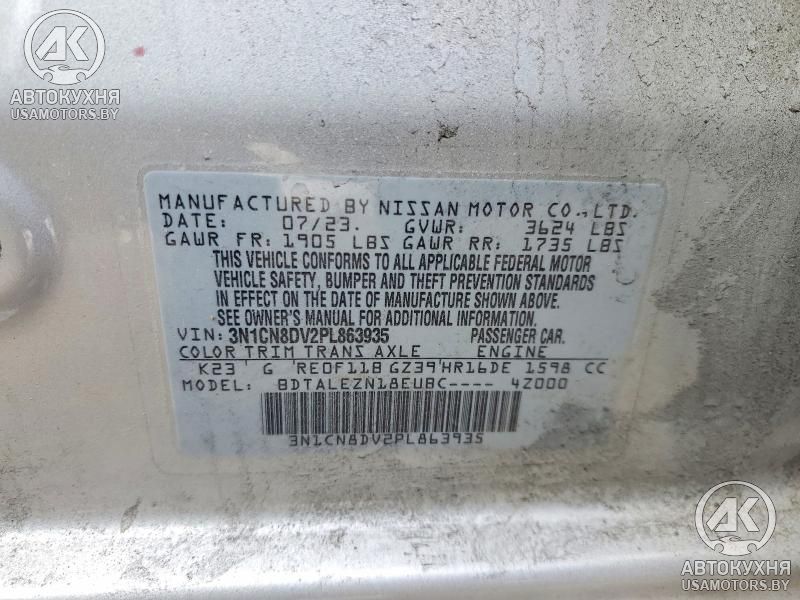 AK
АВТОКУХНЯ
USAMOTORS.BY
MANUFACTURED BY NISSAN MOTOR CO.,LTD.
DATE: 07/23. GVWR: 3624 LBS
GAWR FR: 1905 LBS GAWR RR: 1735 LBS
THIS VEHICLE CONFORMS TO ALL APPLICABLE FEDERAL MOTOR
VEHICLE SAFETY, BUMPER AND THEFT PREVENTION STANDARDS
IN EFFECT ON THE DATE OF MANUFACTURE SHOWN ABOVE.
SEE OWNER'S MANUAL FOR ADDITIONAL INFORMATION.
VIN: 3N1CN8DV2PL863935 PASSENGER CAR.
COLOR TRIM TRANS AXLE ENGINE
K23 G RE0F11B GZ39 HR16DE 1598 CC
MODEL: BDTALEZN18EUBC---- 4Z000
3N1CN8DV2PL863935
AK
АВТОКУХНЯ
USAMOTORS.BY